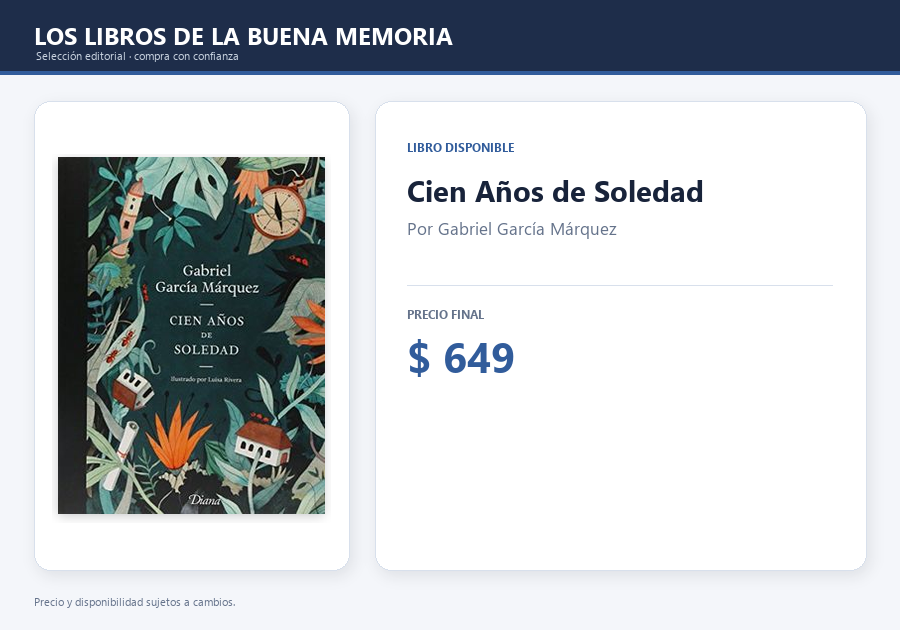 LOS LIBROS DE LA BUENA MEMORIA
Selección editorial · compra con confianza
Gabriel
García Márquez
CIEN AÑOS
DE
SOLEDAD
Ilustrado por Luisa Rivera
Diana
LIBRO DISPONIBLE
Cien Años de Soledad
Por Gabriel García Márquez
PRECIO FINAL
$ 649
Precio y disponibilidad sujetos a cambios.